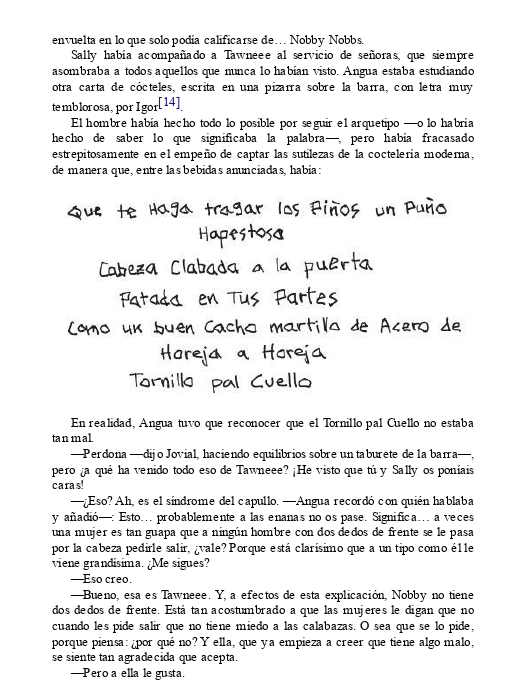 envuelta en lo que solo podía calificarse de… Nobby Nobbs.
Sally había acompañado a Tawneee al servicio de señoras, que siempre
asombraba a todos aquellos que nunca lo habían visto. Angua estaba estudiando
otra carta de cócteles, escrita en una pizarra sobre la barra, con letra muy
temblorosa, por Igor[14].
El hombre había hecho todo lo posible por seguir el arquetipo —o lo habría
hecho de saber lo que significaba la palabra—, pero había fracasado
estrepitosamente en el empeño de captar las sutilezas de la coctelería moderna,
de manera que, entre las bebidas anunciadas, había:
Que te Haga tragar los Piños un Puño
Hapestosa
Cabeza Clabada a la puerta
Patada en Tus Partes
Como un buen Cacho martillo de Acero de
Horeja a Horeja
Tornillo pal Cuello
En realidad, Angua tuvo que reconocer que el Tornillo pal Cuello no estaba
tan mal.
—Perdona —dijo Jovial, haciendo equilibrios sobre un taburete de la barra—,
pero ¿a qué ha venido todo eso de Tawneee? ¡He visto que tú y Sally os poníais
caras!
—¿Eso? Ah, es el síndrome del capullo. —Angua recordó con quién hablaba
y añadió—: Esto… probablemente a las enanas no os pase. Significa… a veces
una mujer es tan guapa que a ningún hombre con dos dedos de frente se le pasa
por la cabeza pedirle salir, ¿vale? Porque está clarísimo que a un tipo como él le
viene grandísima. ¿Me sigues?
—Eso creo.
—Bueno, esa es Tawneee. Y, a efectos de esta explicación, Nobby no tiene
dos dedos de frente. Está tan acostumbrado a que las mujeres le digan que no
cuando les pide salir que no tiene miedo a las calabazas. O sea que se lo pide,
porque piensa: ¿por qué no? Y ella, que ya empieza a creer que tiene algo malo,
se siente tan agradecida que acepta.
—Pero a ella le gusta.